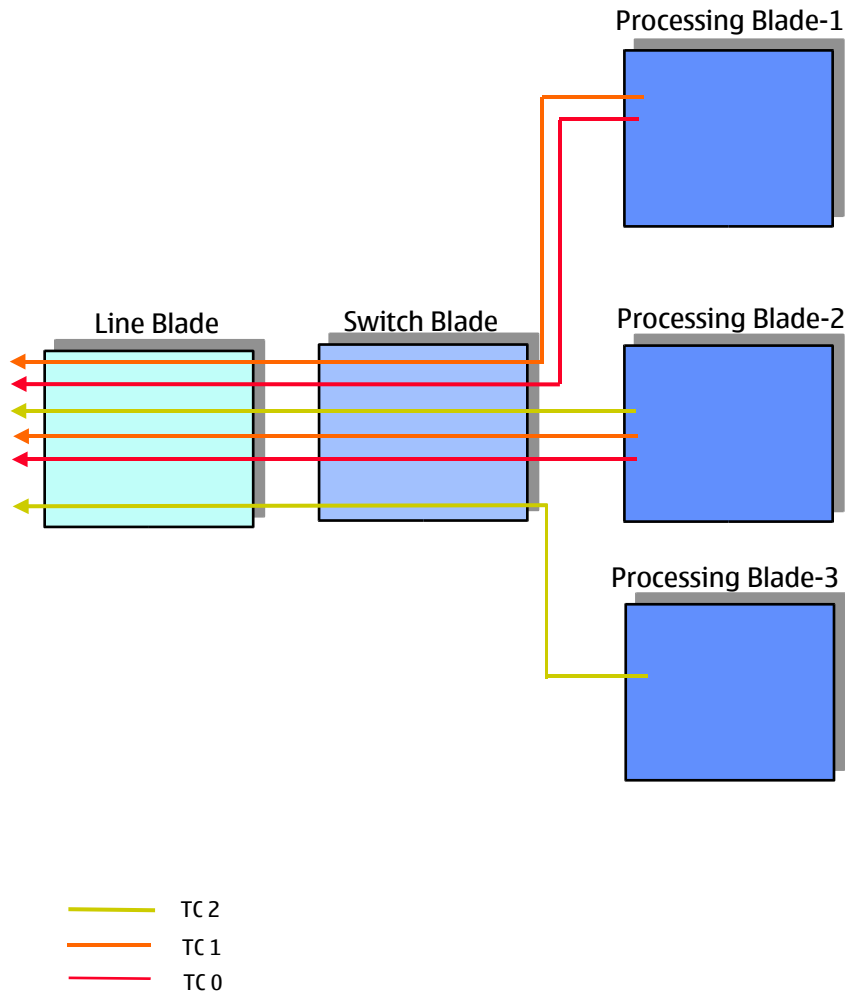 Processing Blade-1
Line Blade
Switch Blade
Processing Blade-2
Processing Blade-3
TC 2
TC 1
TC 0